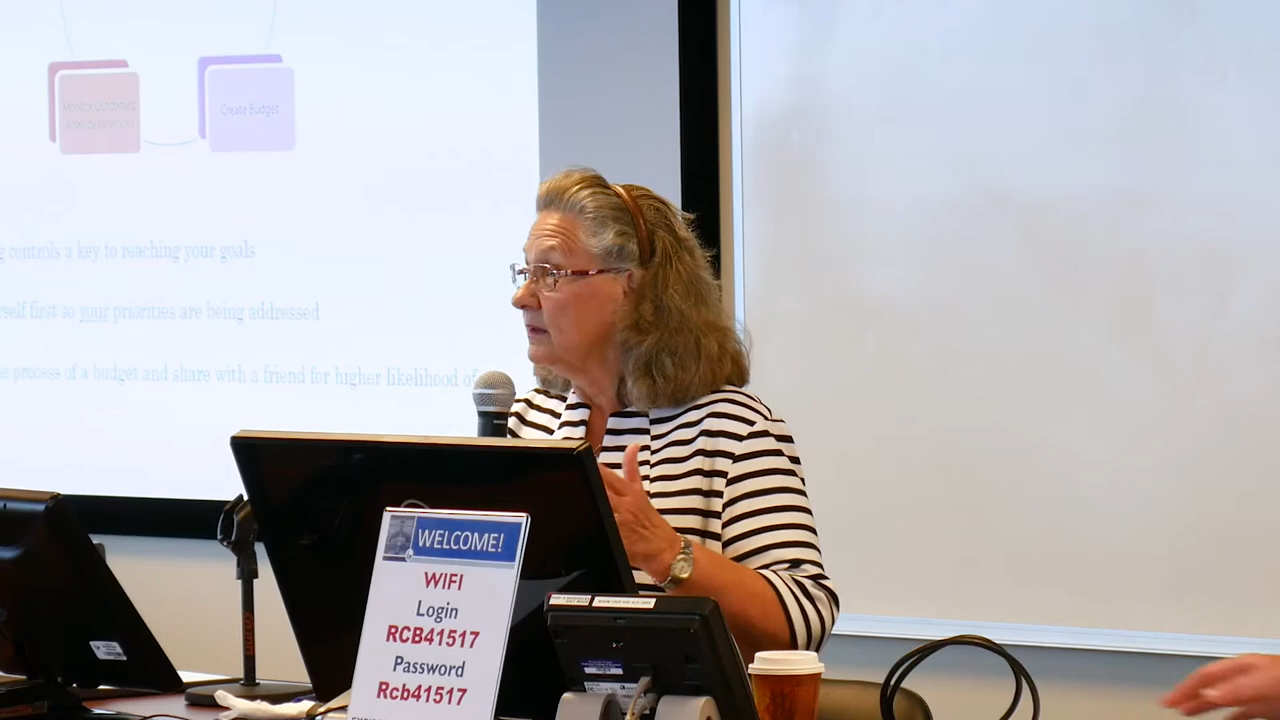 Create Budget
controls a key to reaching your goals
first so your priorities are being addressed
process of a budget and share with a friend for higher likelihood of
WELCOME!
WIFI
Login
RCB41517
Password
Rcb41517